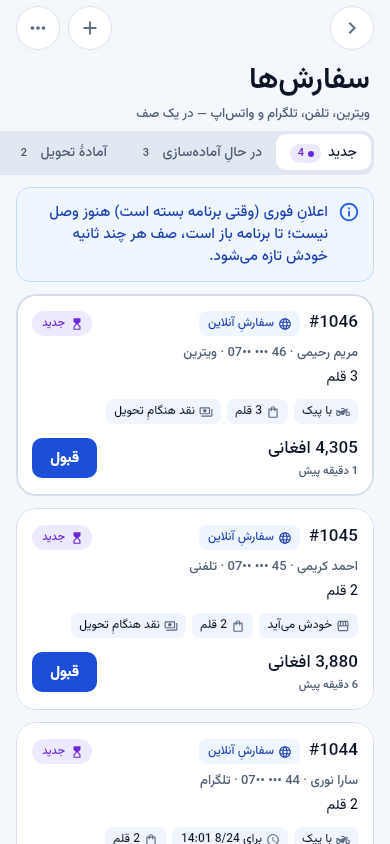 سفارش‌ها
ویترین، تلفن، تلگرام و واتس‌اپ — در یک صف
جدید 4 در حالِ آماده‌سازی 3 آمادهٔ تحویل 2
اعلانِ فوری (وقتی برنامه بسته است) هنوز وصل
نیست؛ تا برنامه باز است، صف هر چند ثانیه
خودش تازه می‌شود.
#1046 سفارشِ آنلاین جدید
مریم رحیمی · 07•• ••• 46 · ویترین
3 قلم
با پیک 3 قلم نقد هنگامِ تحویل
4,305 افغانی
قبول
1 دقیقه پیش
#1045 سفارشِ آنلاین جدید
احمد کریمی · 07•• ••• 45 · تلفنی
2 قلم
خودش می‌آید 2 قلم نقد هنگامِ تحویل
3,880 افغانی
قبول
6 دقیقه پیش
#1044 سفارشِ آنلاین جدید
سارا نوری · 07•• ••• 44 · تلگرام
2 قلم
با پیک برای 8/24 14:01 2 قلم